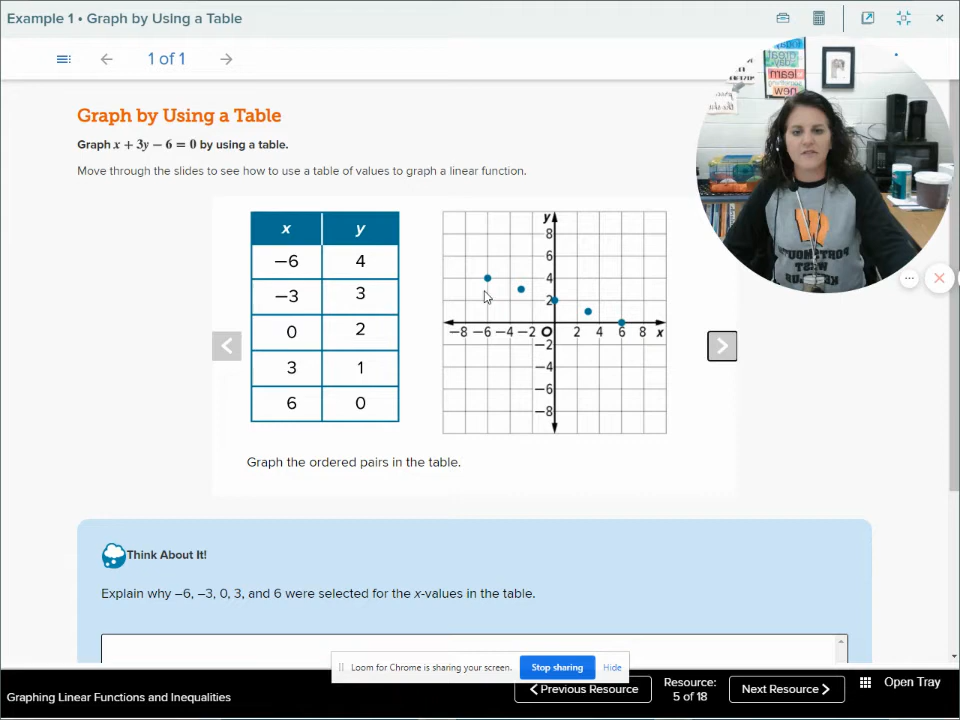 Example 1 • Graph by Using a Table
1 of 1
great
day
learn
new
Graph by Using a Table
Graph x + 3y − 6 = 0 by using a table.
Move through the slides to see how to use a table of values to graph a linear function.
x y
−6 4
−3 3
0 2
3 1
6 0
y
8
6
4
2
−8 −6 −4 −2 O 2 4 6 8 x
−2
−4
−6
−8
Graph the ordered pairs in the table.
Think About It!
Explain why −6, −3, 0, 3, and 6 were selected for the x-values in the table.
Loom for Chrome is sharing your screen. Stop sharing Hide
Graphing Linear Functions and Inequalities
Previous Resource
Resource:
5 of 18
Next Resource
Open Tray